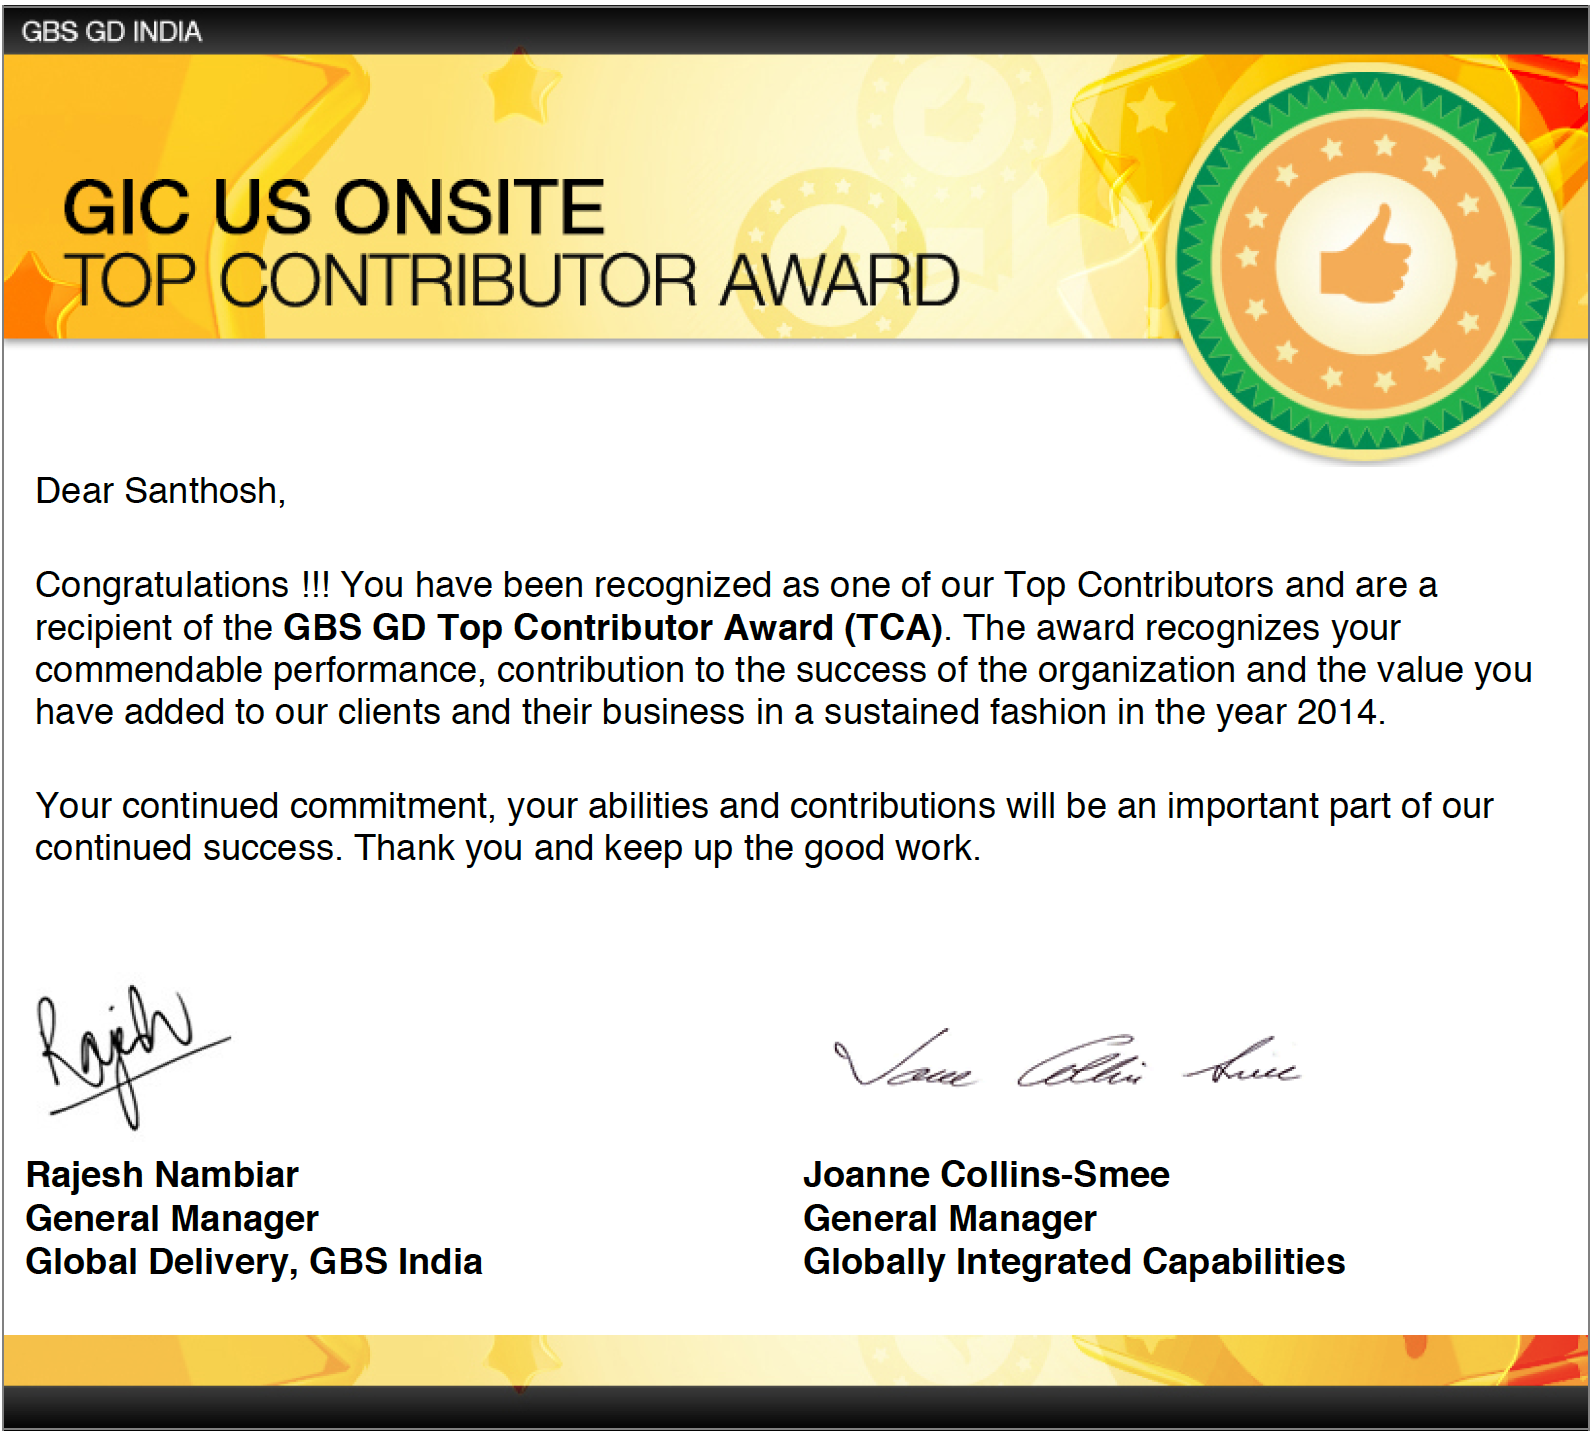 GBS GD INDIA
GIC US ONSITE
TOP CONTRIBUTOR AWARD
Dear Santhosh,
Congratulations !!! You have been recognized as one of our Top Contributors and are a
recipient of the GBS GD Top Contributor Award (TCA). The award recognizes your
commendable performance, contribution to the success of the organization and the value you
have added to our clients and their business in a sustained fashion in the year 2014.
Your continued commitment, your abilities and contributions will be an important part of our
continued success. Thank you and keep up the good work.
Rajesh
Rajesh Nambiar
General Manager
Global Delivery, GBS India
Joanne Collins-Smee
General Manager
Globally Integrated Capabilities